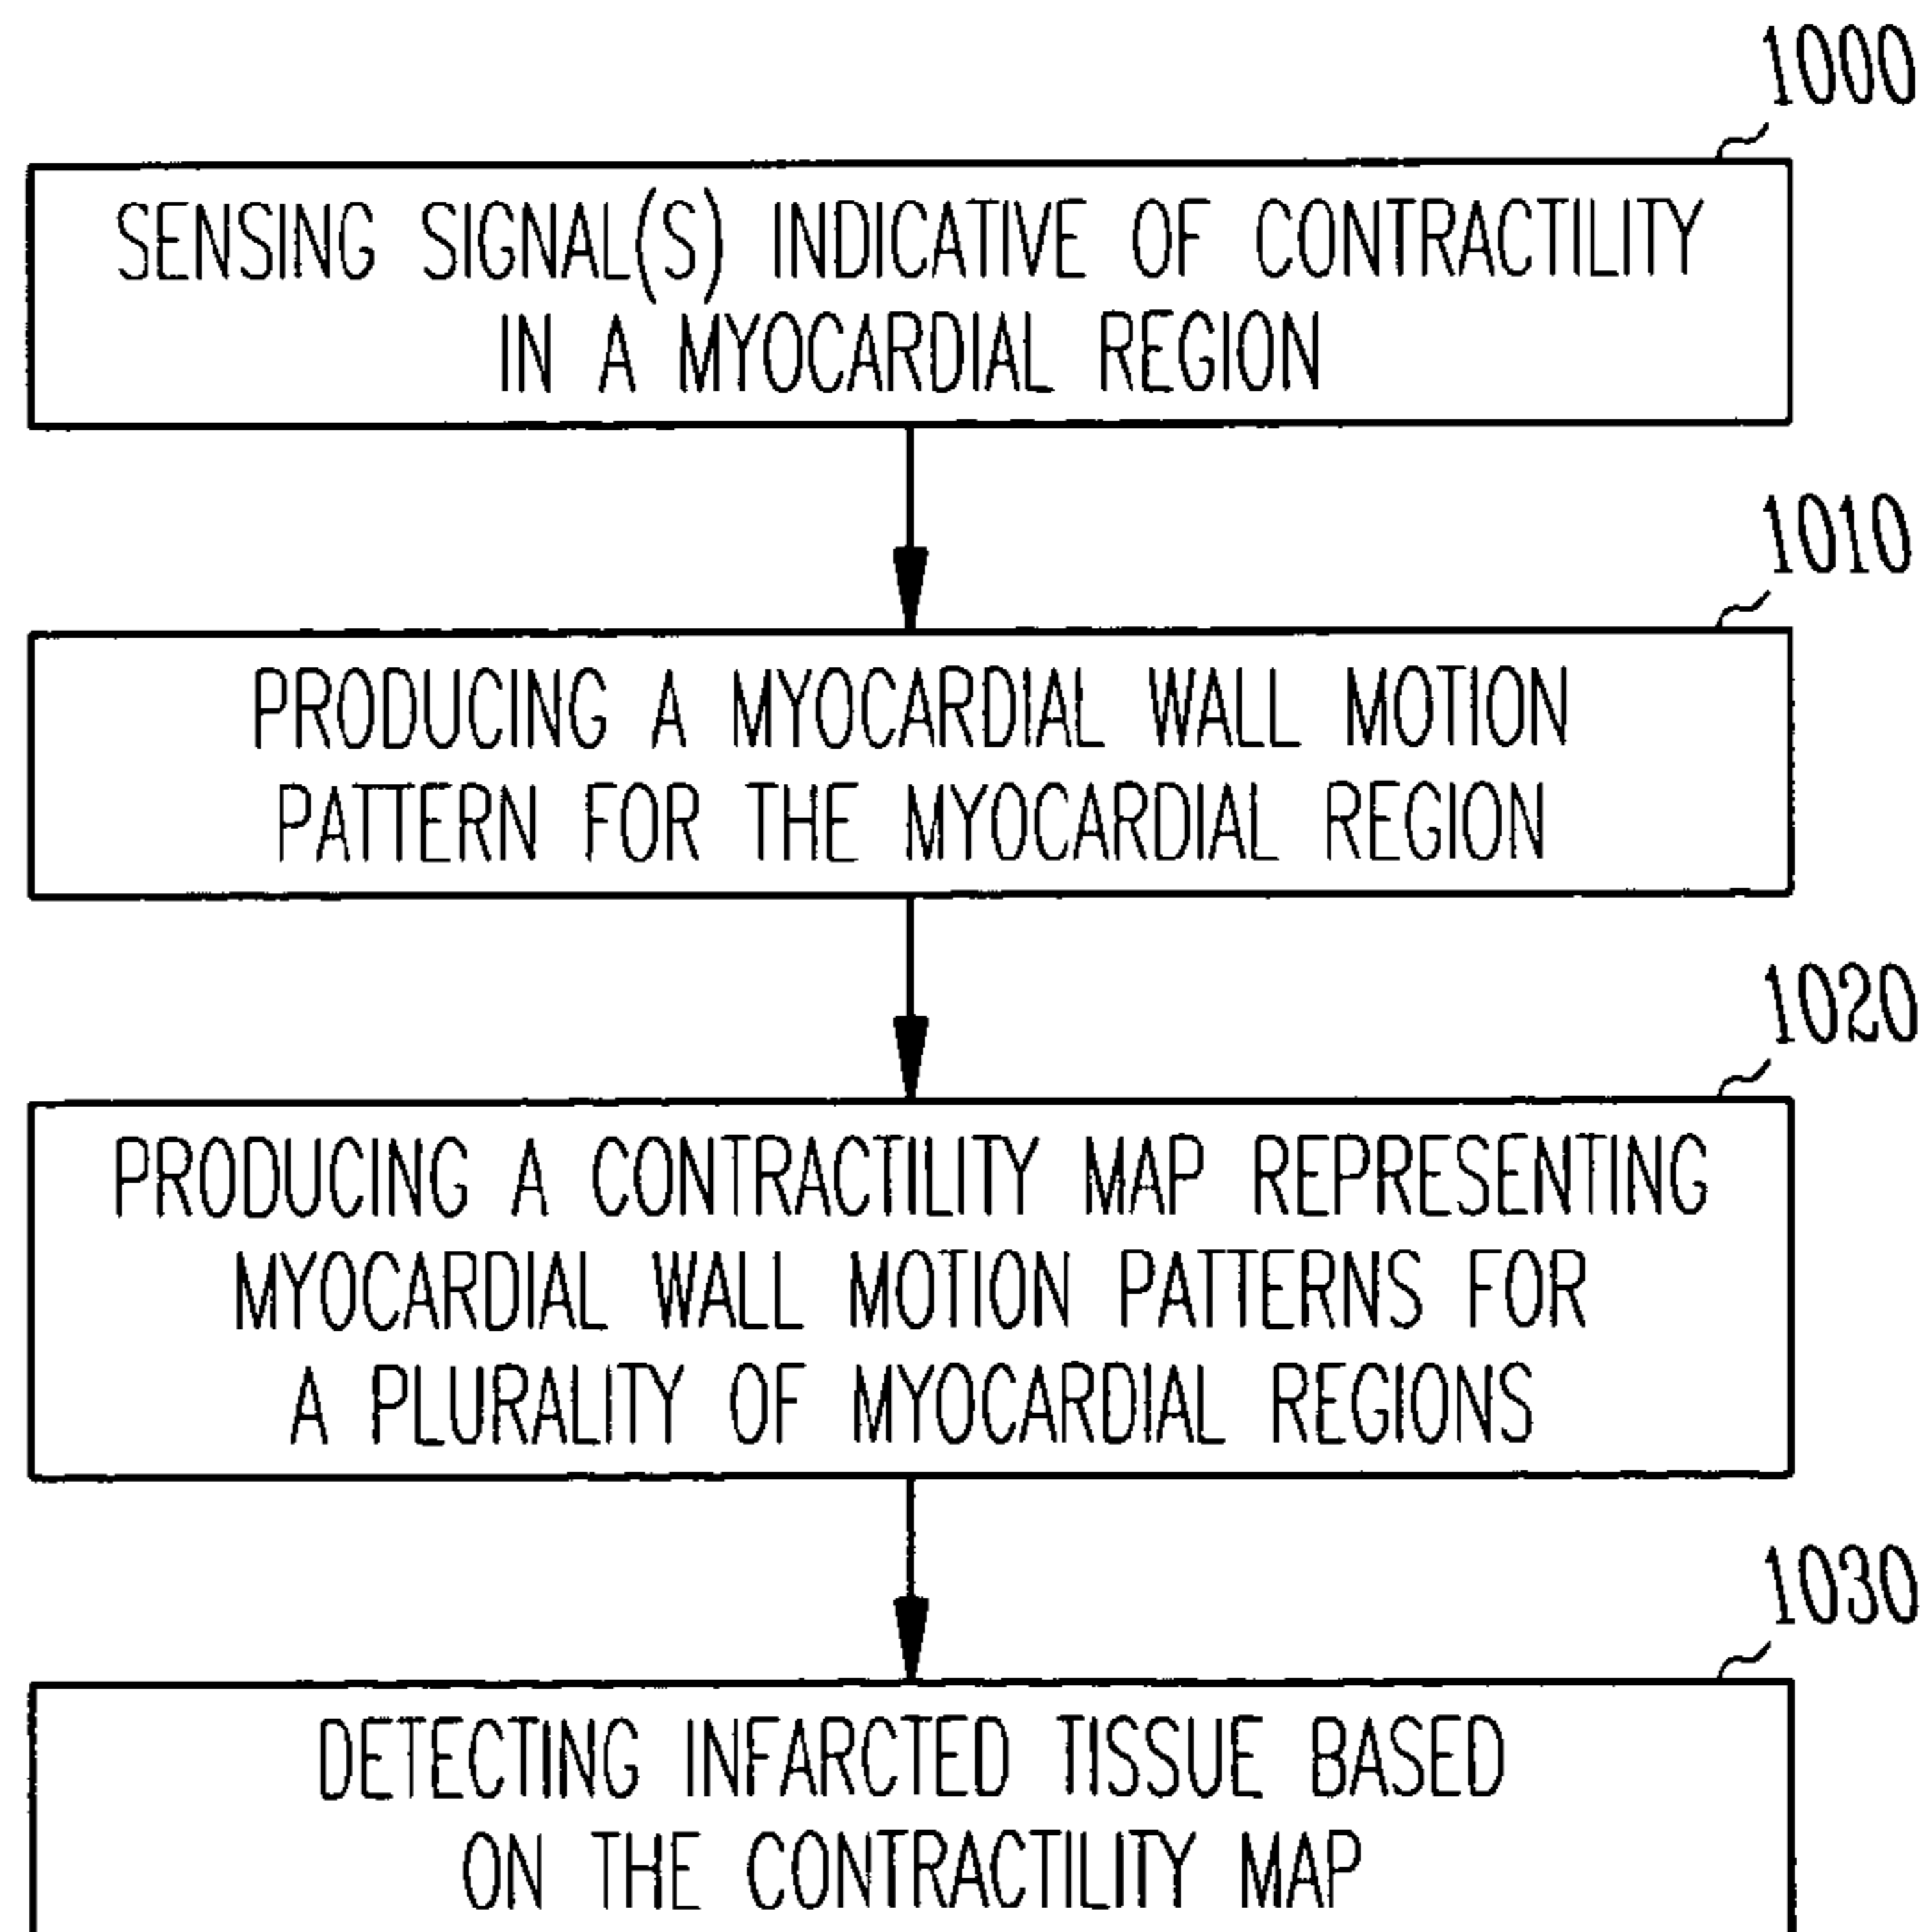 1000
SENSING SIGNAL(S) INDICATIVE OF CONTRACTILITY
IN A MYOCARDIAL REGION
1010
PRODUCING A MYOCARDIAL WALL MOTION
PATTERN FOR THE MYOCARDIAL REGION
1020
PRODUCING A CONTRACTILITY MAP REPRESENTING
MYOCARDIAL WALL MOTION PATTERNS FOR
A PLURALITY OF MYOCARDIAL REGIONS
1030
DETECTING INFARCTED TISSUE BASED
ON THE CONTRACTILITY MAP